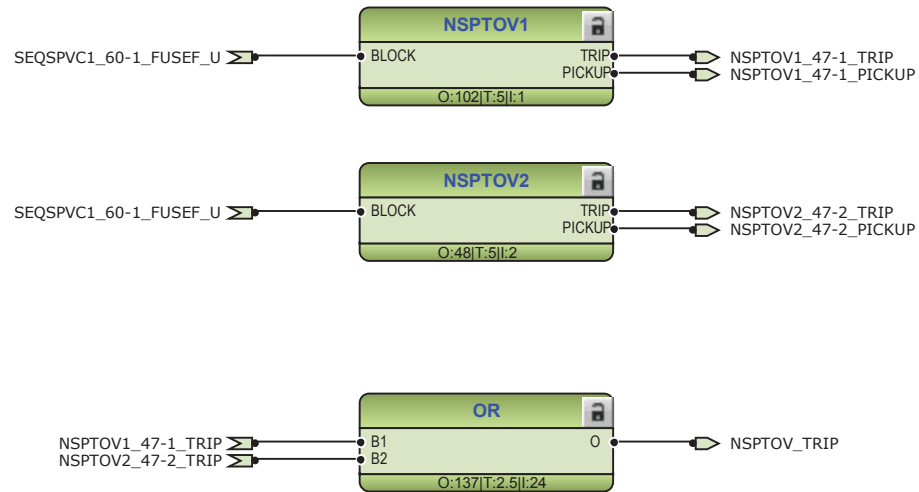 NSPTOV1
SEQSPVC1_60-1_FUSEF_U BLOCK TRIP NSPTOV1_47-1_TRIP
PICKUP NSPTOV1_47-1_PICKUP
O:102|T:5|I:1
NSPTOV2
SEQSPVC1_60-1_FUSEF_U BLOCK TRIP NSPTOV2_47-2_TRIP
PICKUP NSPTOV2_47-2_PICKUP
O:48|T:5|I:2
OR
NSPTOV1_47-1_TRIP B1 O NSPTOV_TRIP
NSPTOV2_47-2_TRIP B2
O:137|T:2.5|I:24